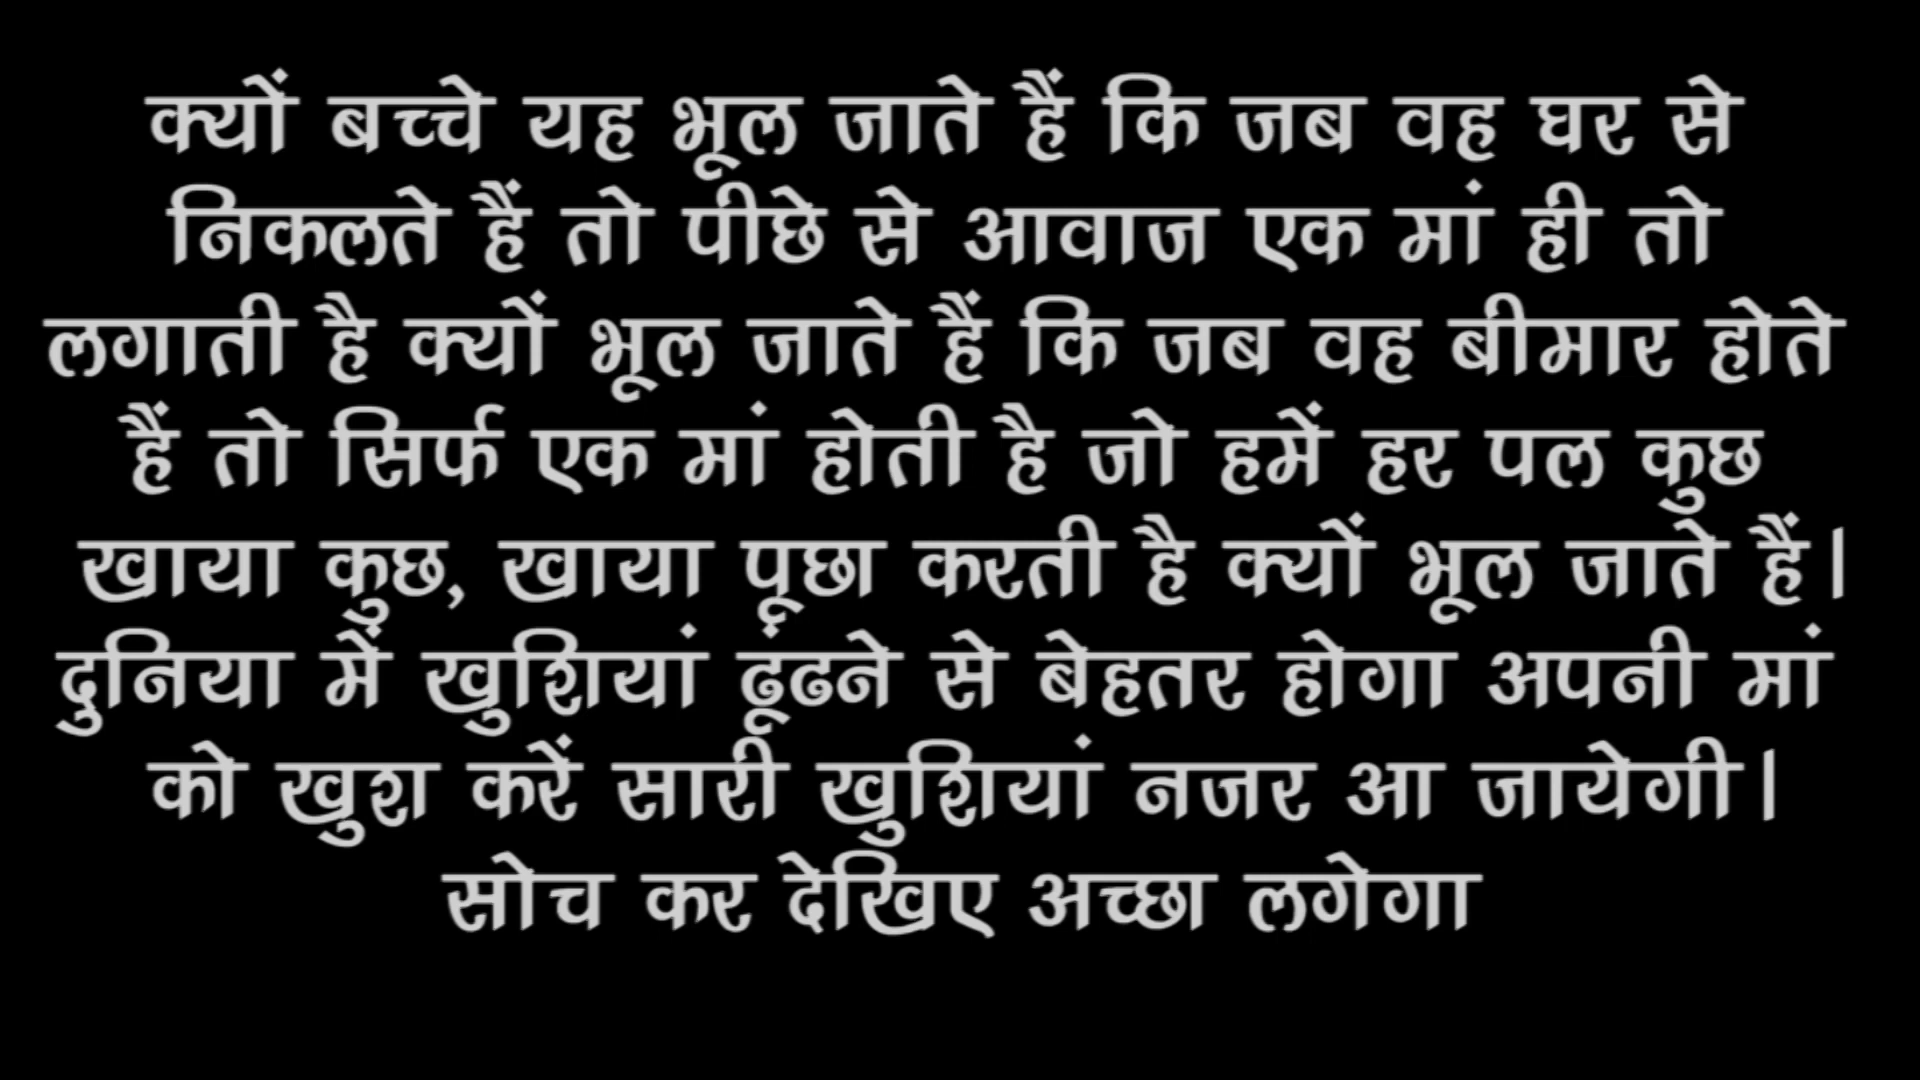 क्यों बच्चे यह भूल जाते हैं कि जब वह घर से
निकलते हैं तो पीछे से आवाज एक मां ही तो
लगाती है क्यों भूल जाते हैं कि जब वह बीमार होते
हैं तो सिर्फ एक मां होती है जो हमें हर पल कुछ
खाया कुछ, खाया पूछा करती है क्यों भूल जाते हैं।
दुनिया में खुशियां ढूंढने से बेहतर होगा अपनी मां
को खुश करें सारी खुशियां नजर आ जायेगी।
सोच कर देखिए अच्छा लगेगा